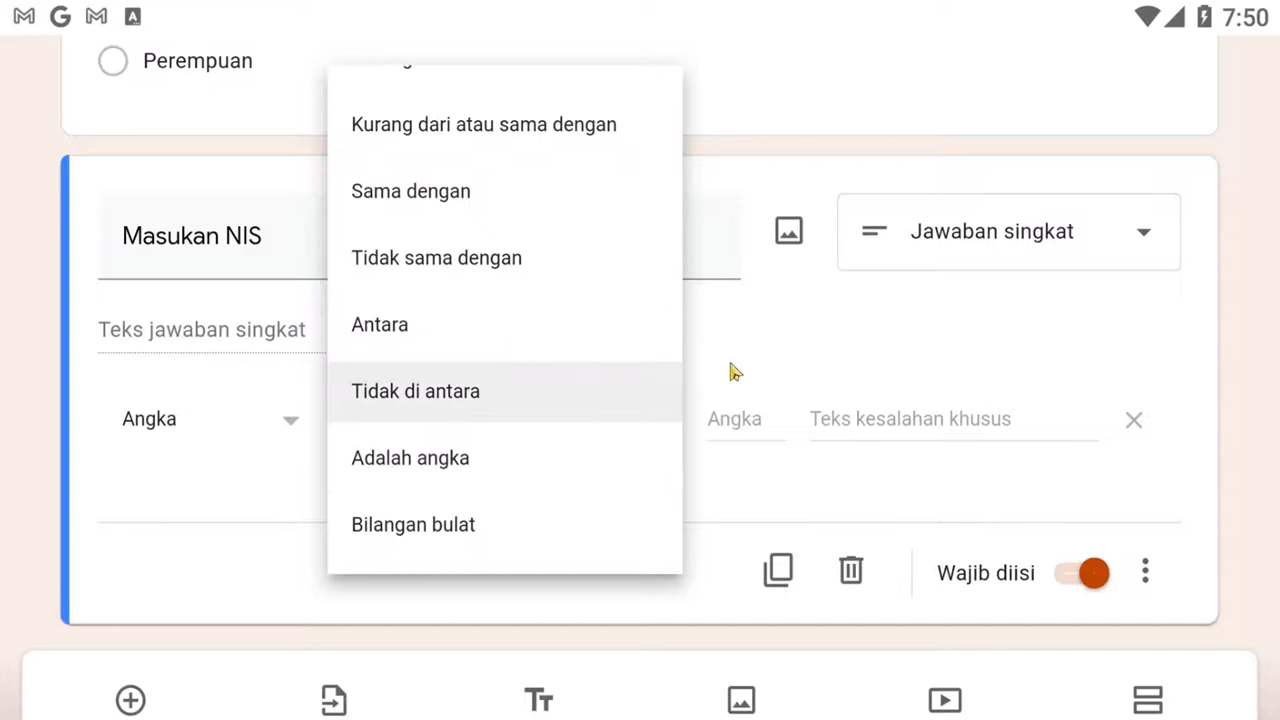 7:50
Perempuan
Kurang dari atau sama dengan
Sama dengan
Masukan NIS
Jawaban singkat
Tidak sama dengan
Antara
Teks jawaban singkat
Tidak di antara
Angka
Angka
Teks kesalahan khusus
Adalah angka
Bilangan bulat
Wajib diisi